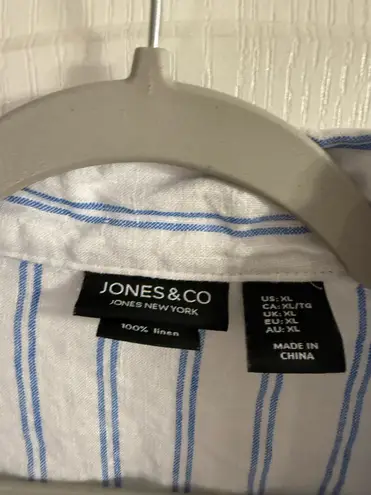 JONES & CO
JONES NEW YORK
100% linen
US: XL
CA: XL/TG
UK: XL
EU: XL
AU: XL
MADE IN
CHINA